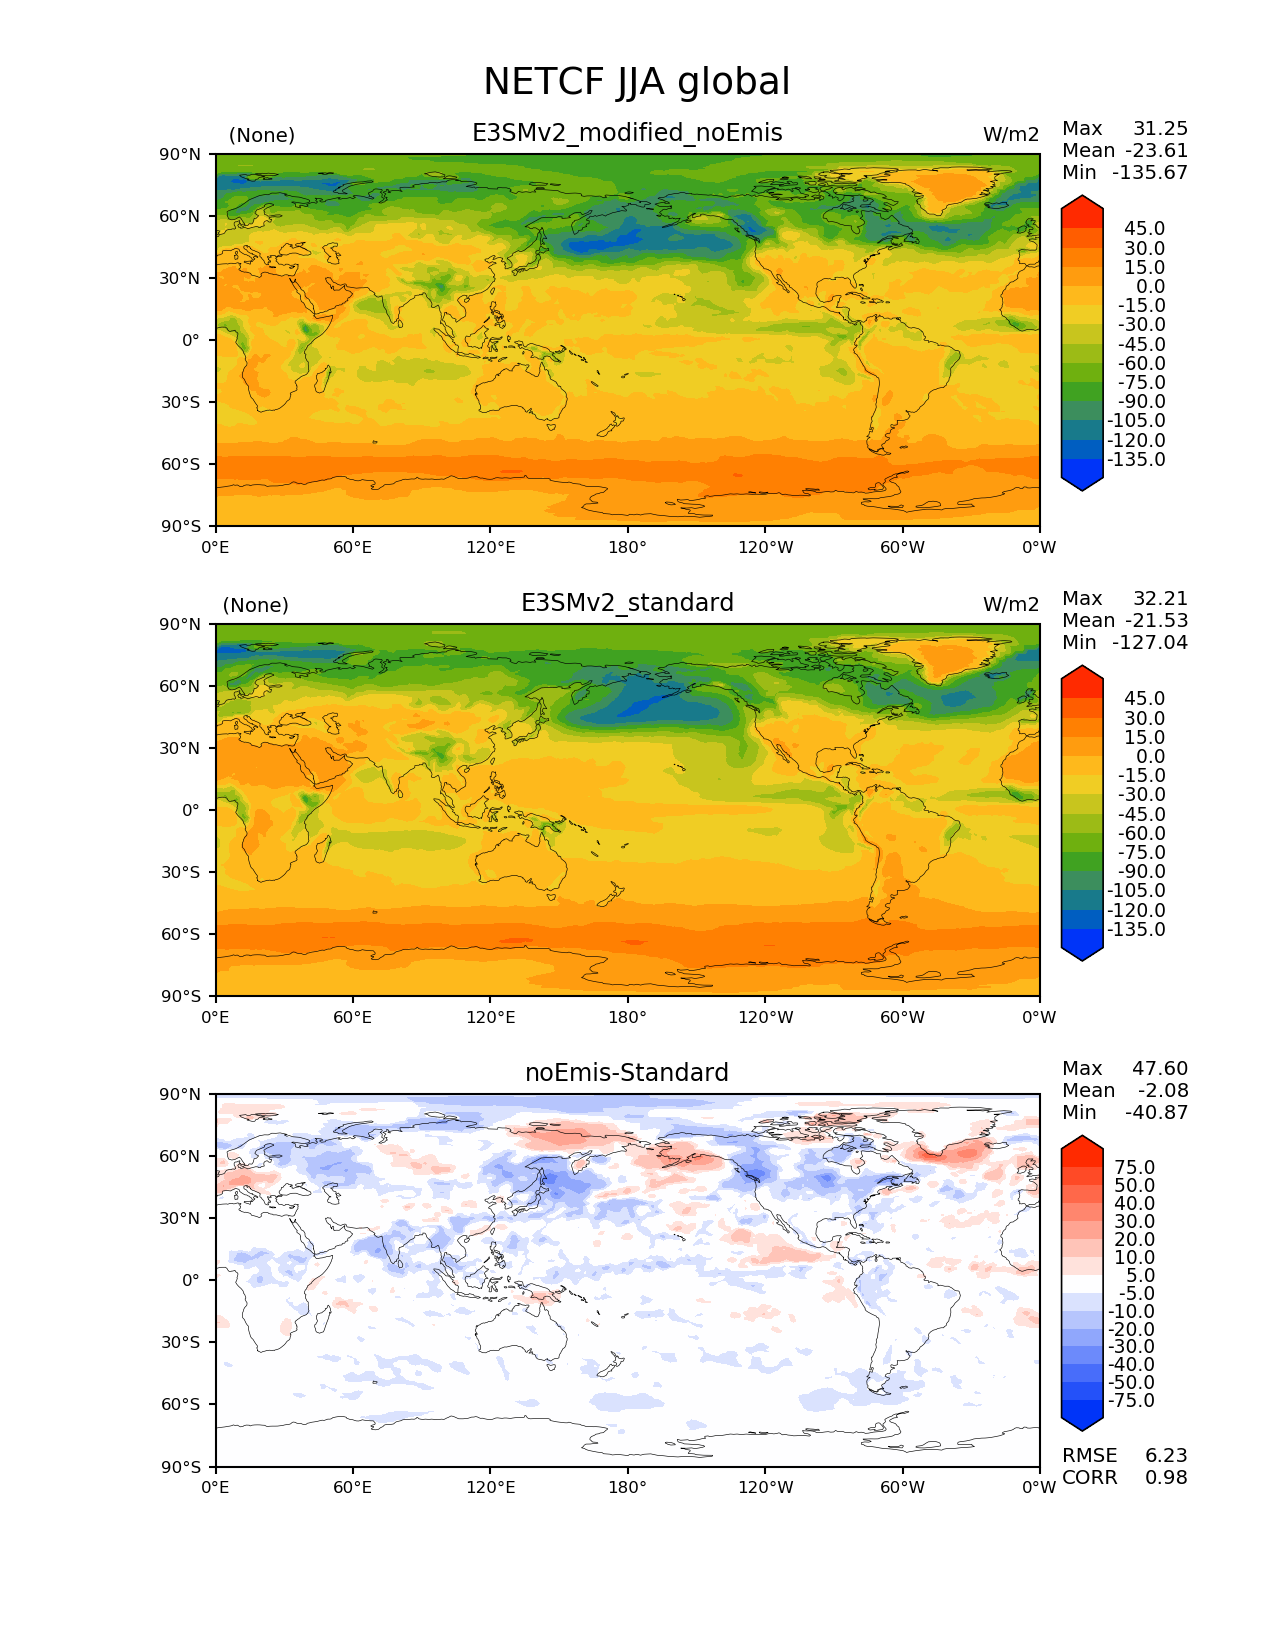 NETCF JJA global
(None) E3SMv2_modified_noEmis W/m2
Max 31.25
Mean -23.61
Min -135.67
90°N
60°N
30°N
0°
30°S
60°S
90°S
0°E 60°E 120°E 180° 120°W 60°W 0°W
45.0
30.0
15.0
0.0
-15.0
-30.0
-45.0
-60.0
-75.0
-90.0
-105.0
-120.0
-135.0
(None) E3SMv2_standard W/m2
Max 32.21
Mean -21.53
Min -127.04
90°N
60°N
30°N
0°
30°S
60°S
90°S
0°E 60°E 120°E 180° 120°W 60°W 0°W
45.0
30.0
15.0
0.0
-15.0
-30.0
-45.0
-60.0
-75.0
-90.0
-105.0
-120.0
-135.0
noEmis-Standard
Max 47.60
Mean -2.08
Min -40.87
90°N
60°N
30°N
0°
30°S
60°S
90°S
0°E 60°E 120°E 180° 120°W 60°W 0°W
75.0
50.0
40.0
30.0
20.0
10.0
5.0
-5.0
-10.0
-20.0
-30.0
-40.0
-50.0
-75.0
RMSE 6.23
CORR 0.98